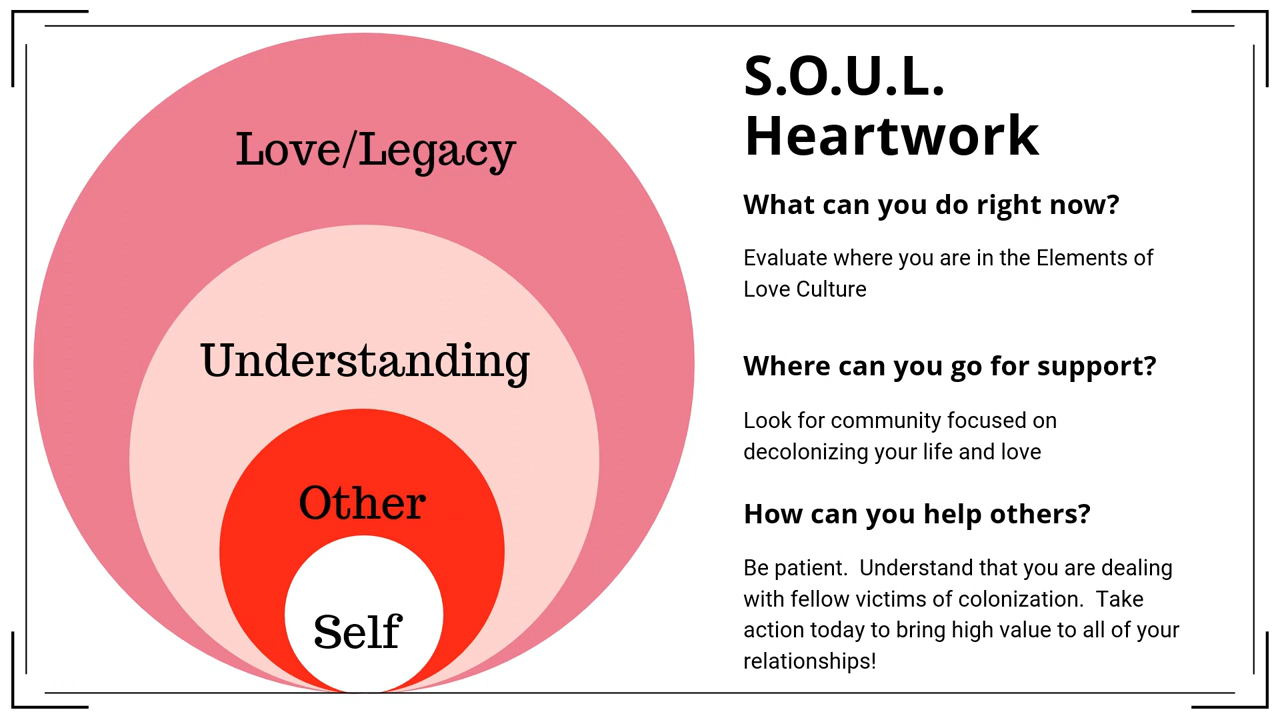 Love/Legacy
Understanding
Other
Self
S.O.U.L.
Heartwork
What can you do right now?
Evaluate where you are in the Elements of
Love Culture
Where can you go for support?
Look for community focused on
decolonizing your life and love
How can you help others?
Be patient.  Understand that you are dealing
with fellow victims of colonization.  Take
action today to bring high value to all of your
relationships!